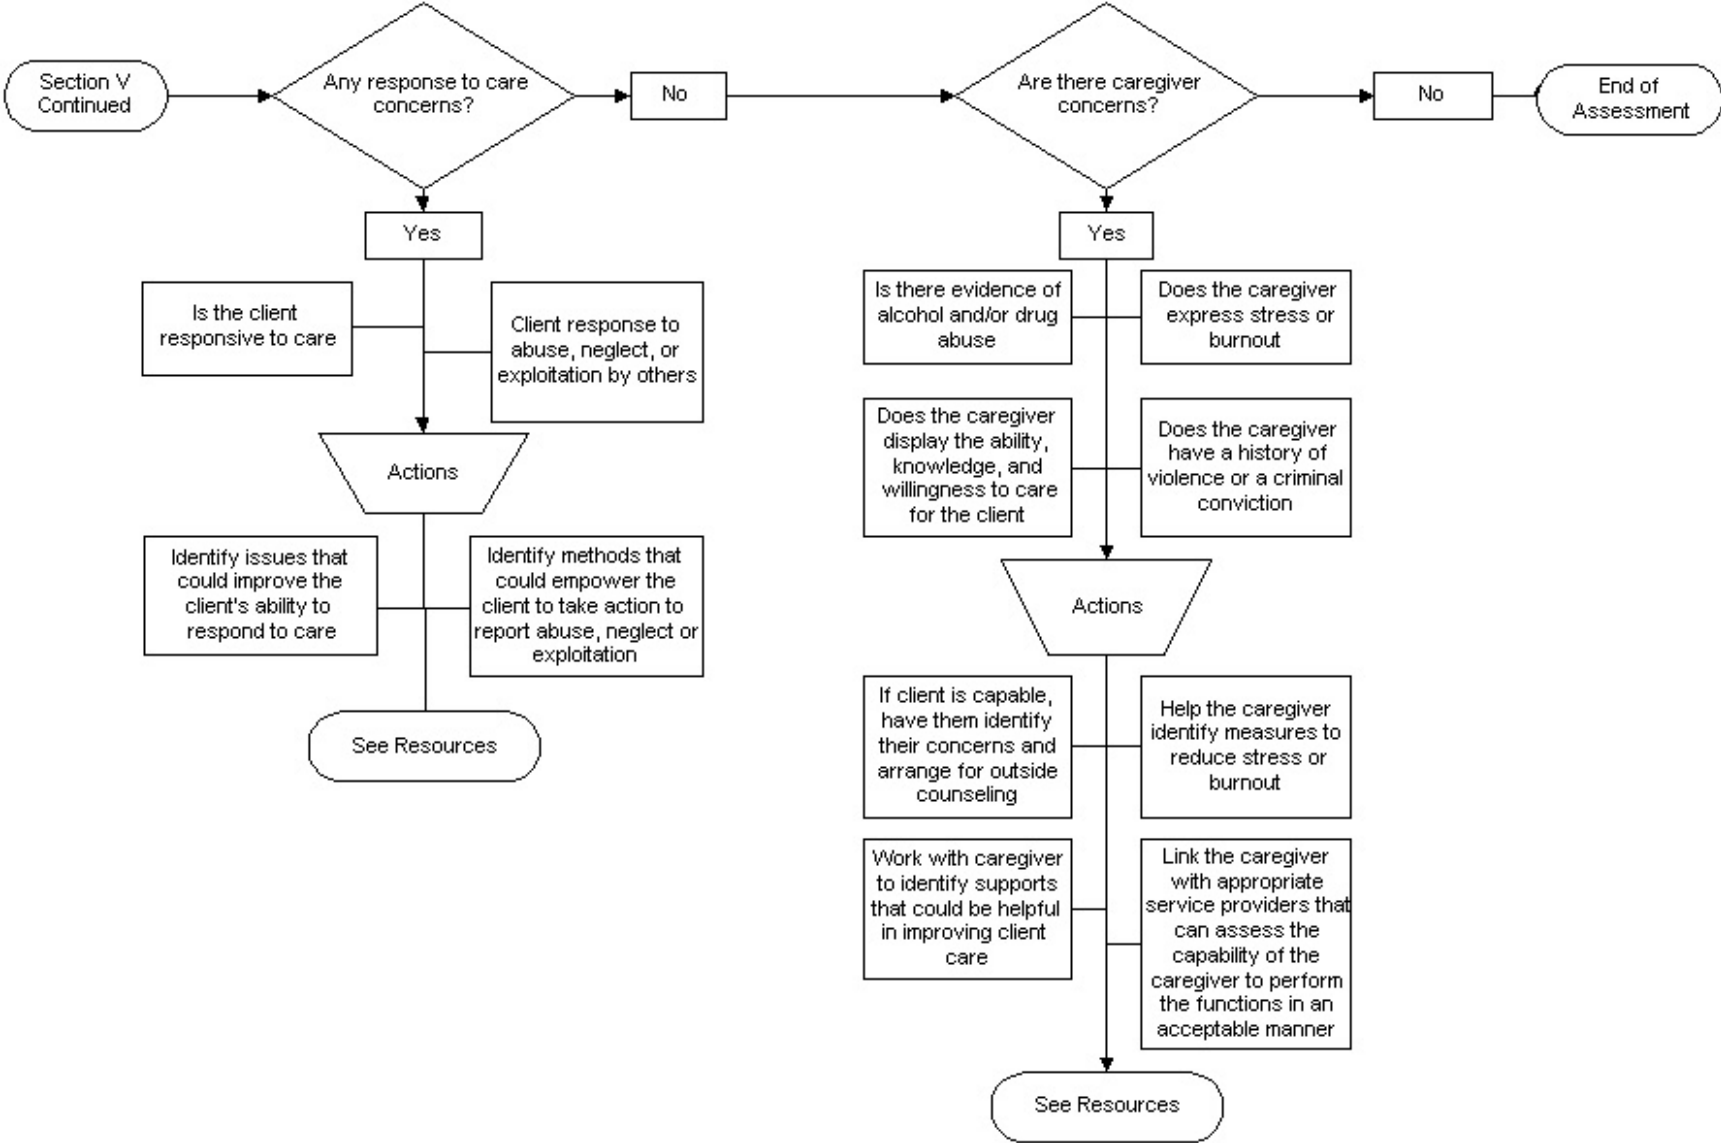 Section V
Continued
Any response to care
concerns?
No
Are there caregiver
concerns?
No
End of
Assessment
Yes
Is the client
responsive to care
Client response to
abuse, neglect, or
exploitation by others
Actions
Identify issues that
could improve the
client's ability to
respond to care
Identify methods that
could empower the
client to take action to
report abuse, neglect or
exploitation
See Resources
Yes
Is there evidence of
alcohol and/or drug
abuse
Does the caregiver
express stress or
burnout
Does the caregiver
display the ability,
knowledge, and
willingness to care
for the client
Does the caregiver
have a history of
violence or a criminal
conviction
Actions
If client is capable,
have them identify
their concerns and
arrange for outside
counseling
Help the caregiver
identify measures to
reduce stress or
burnout
Work with caregiver
to identify supports
that could be helpful
in improving client
care
Link the caregiver
with appropriate
service providers that
can assess the
capability of the
caregiver to perform
the functions in an
acceptable manner
See Resources